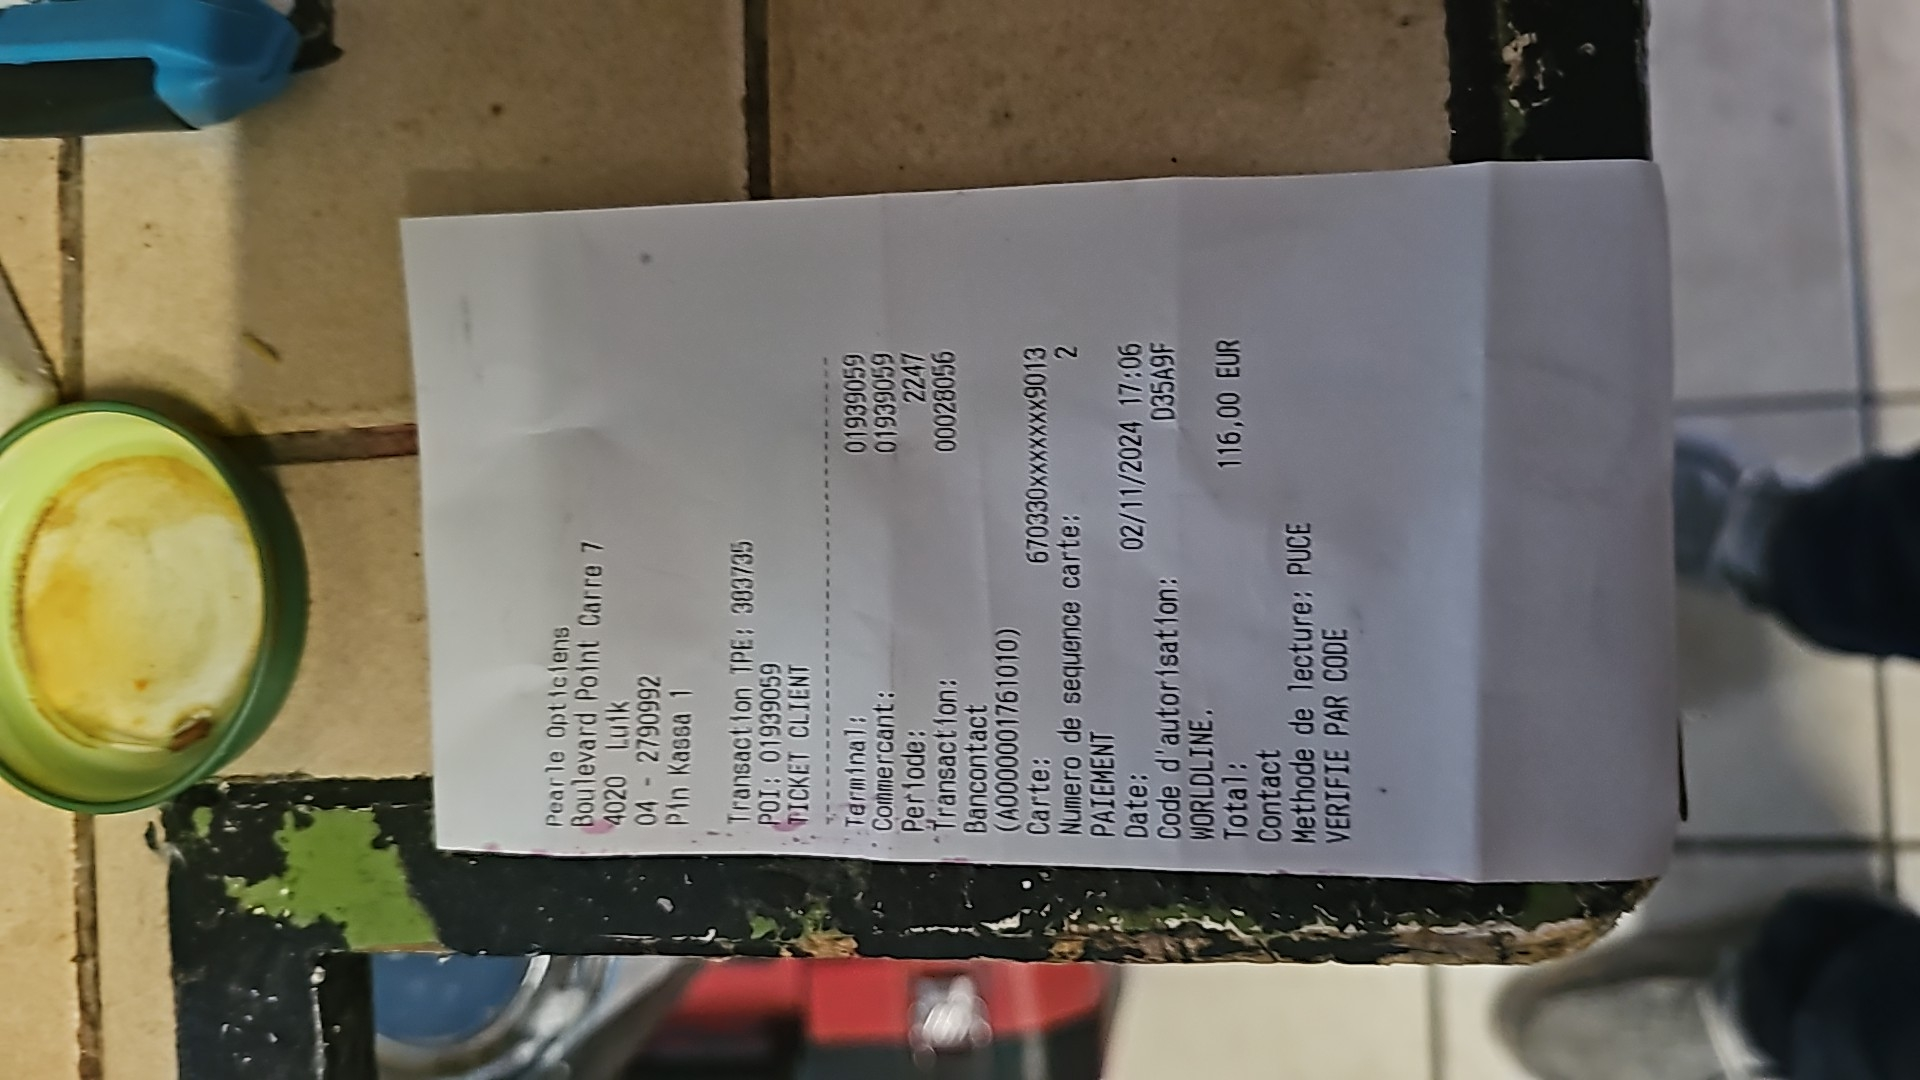 Pearle Opticiens
Boulevard Point Carre 7
4020 Luik
04 - 2790992
Pin Kassa 1
Transaction TPE: 383735
POI: 01939059
TICKET CLIENT
--------------------------------
Terminal: 01939059
Commercant: 01939059
Periode: 2247
Transaction: 00028056
Bancontact
(A0000001761010)
Carte: 670330xxxxxxxxx9013
Numero de sequence carte: 2
PAIEMENT
Date: 02/11/2024 17:06
Code d'autorisation: D35A9F
WORLDLINE.
Total: 116,00 EUR
Contact
Methode de lecture: PUCE
VERIFIE PAR CODE